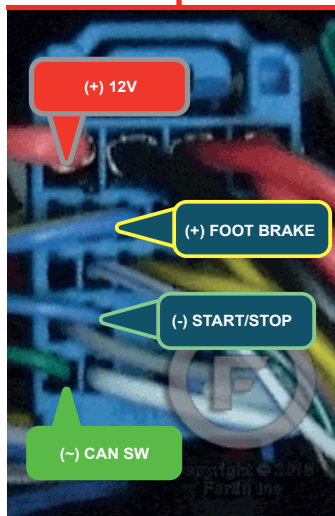 (+) 12V
(+) FOOT BRAKE
(-) START/STOP
(~) CAN SW
F
Copyright © 2018
Fortin Inc